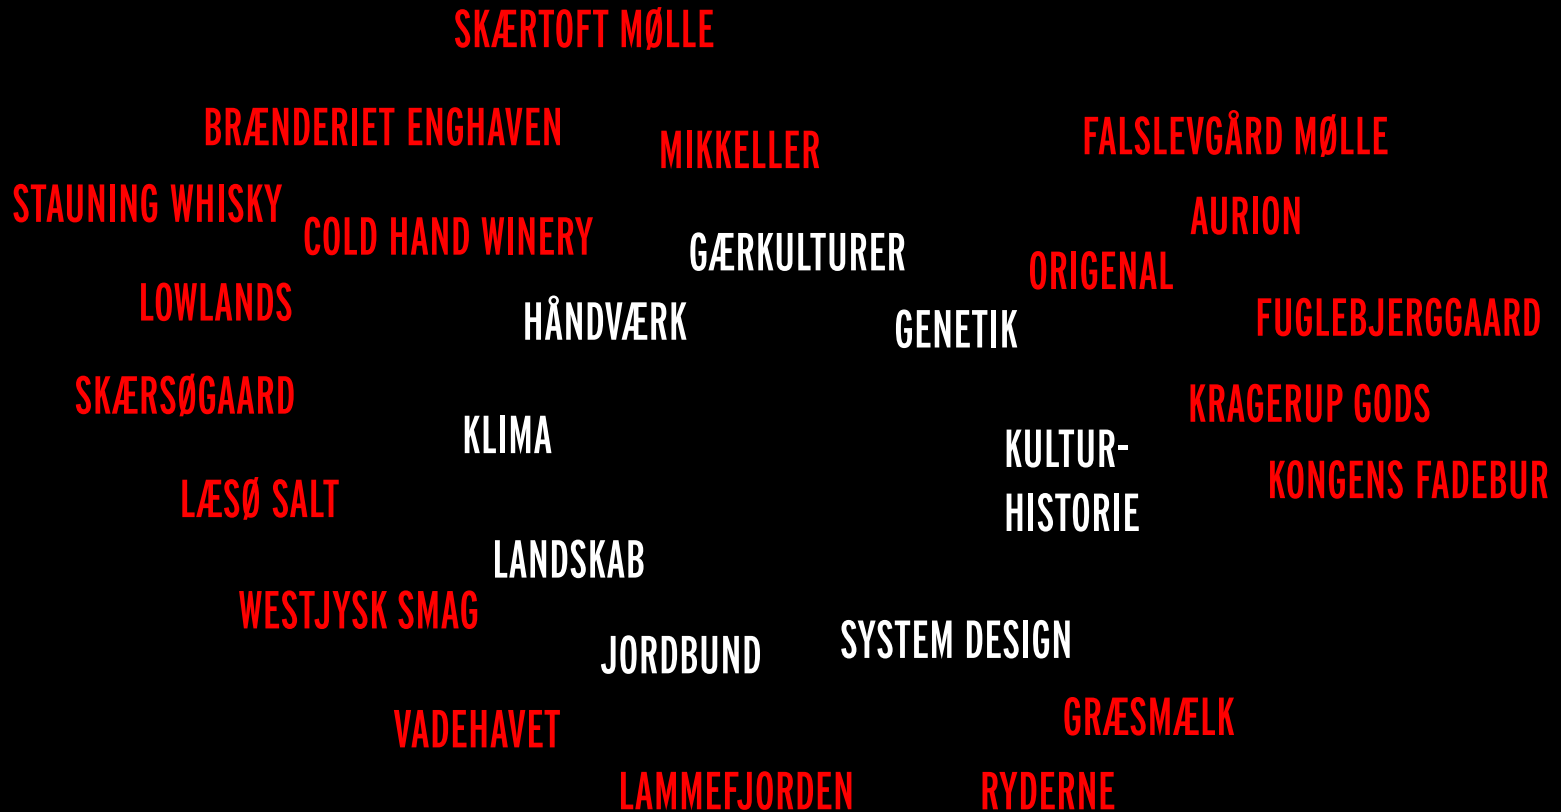 SKÆRTOFT MØLLE
BRÆNDERIET ENGHAVEN
MIKKELLER
FALSLEVGÅRD MØLLE
STAUNING WHISKY
COLD HAND WINERY
AURION
GÆRKULTURER
ORIGENAL
LOWLANDS
HÅNDVÆRK
GENETIK
FUGLEBJERGGAARD
SKÆRSØGAARD
KRAGERUP GODS
KLIMA
KULTUR-
HISTORIE
KONGENS FADEBUR
LÆSØ SALT
LANDSKAB
WESTJYSK SMAG
JORDBUND
SYSTEM DESIGN
VADEHAVET
GRÆSMÆLK
LAMMEFJORDEN
RYDERNE